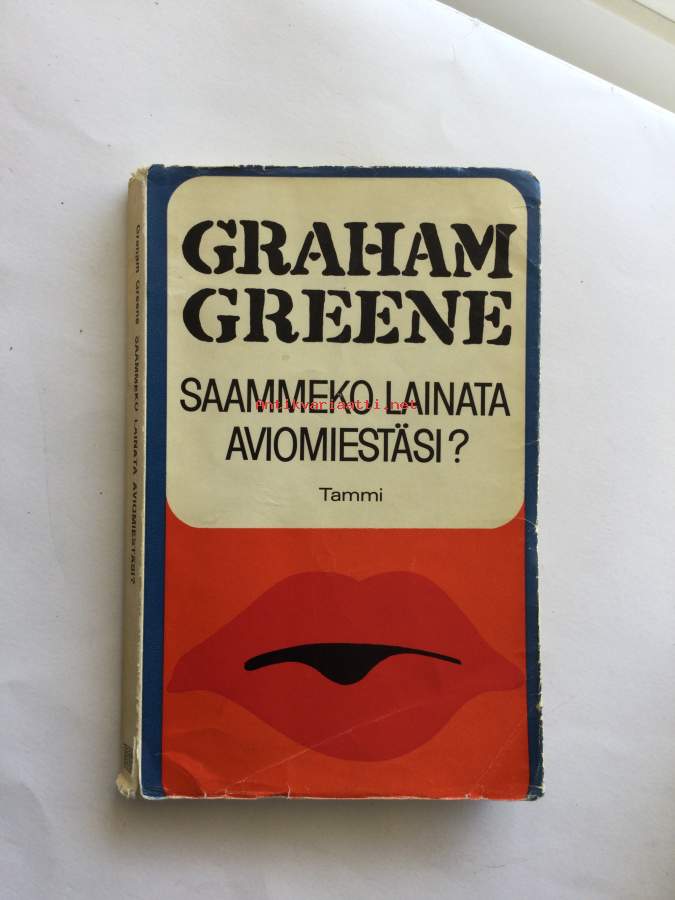 GRAHAM
GREENE
SAAMMEKO LAINATA
AVIOMIESTÄSI?
Tammi
Graham Greene SAAMMEKO LAINATA AVIOMIESTÄSI?
Antikvariaatti.net